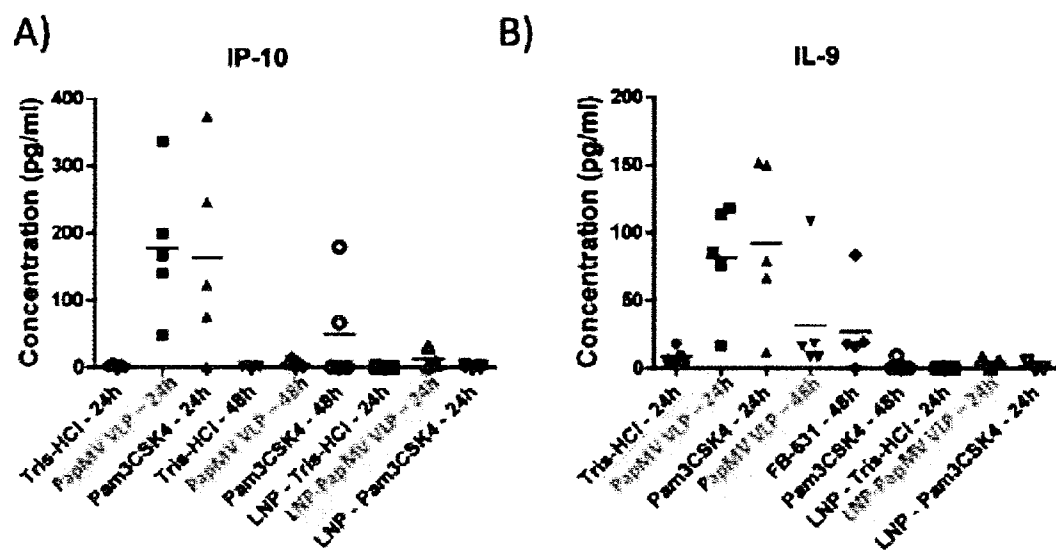 A)
IP-10
Concentration (pg/ml)
400
300
200
100
0
Tris-HCl - 24h
PapMV VLP - 24h
Pam3CSK4 - 24h
Tris-HCl - 48h
PapMV VLP - 48h
Pam3CSK4 - 48h
LNP - Tris-HCl - 24h
LNP-PapMV VLP - 24h
LNP - Pam3CSK4 - 24h
B)
IL-9
Concentration (pg/ml)
200
150
100
50
0
Tris-HCl - 24h
PapMV VLP - 24h
Pam3CSK4 - 24h
PapMV VLP - 48h
FB-631 - 48h
Pam3CSK4 - 48h
LNP - Tris-HCl - 24h
LNP-PapMV VLP - 24h
LNP - Pam3CSK4 - 24h